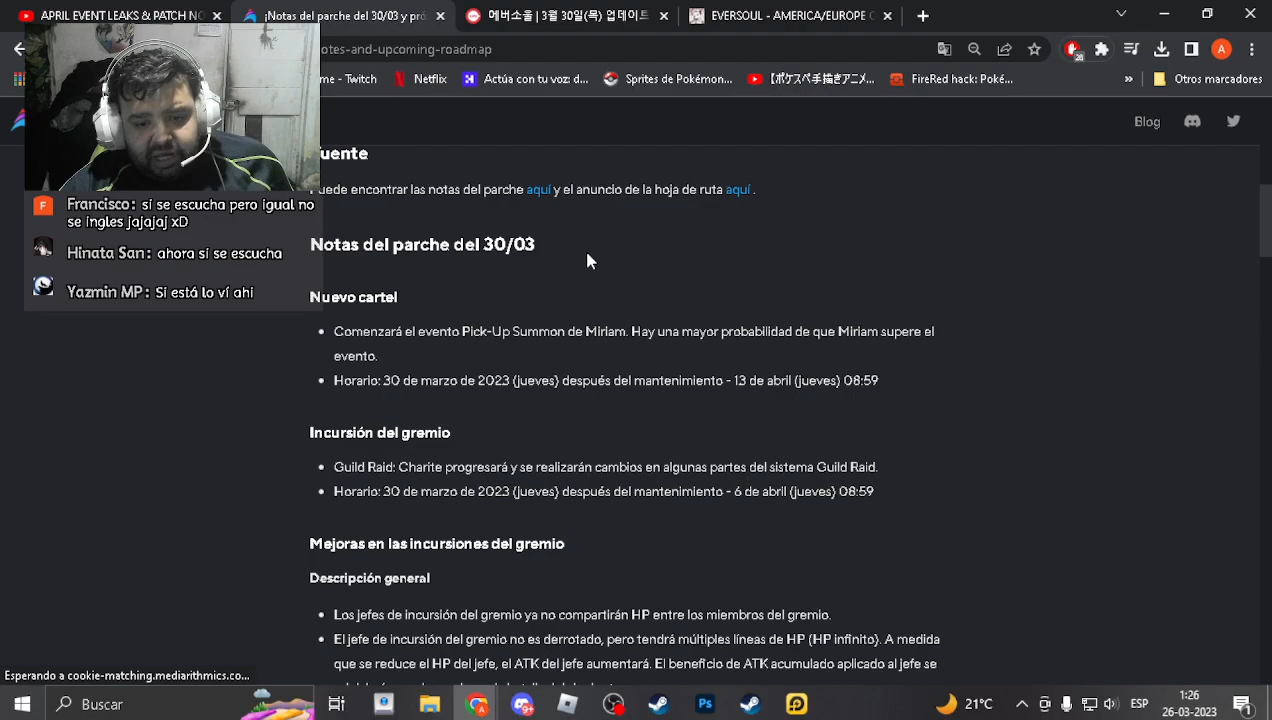 APRIL EVENT LEAKS & PATCH NO
¡Notas del parche del 30/03 y pró
에버소울 | 3월 30일(목) 업데이트
EVERSOUL - AMERICA/EUROPE C
otes-and-upcoming-roadmap
me - Twitch
Netflix
Actúa con tu voz: d...
Sprites de Pokémon...
【ポケスペ手描きアニメ...
FireRed hack: Poké...
»
Otros marcadores
Blog
uente
uede encontrar las notas del parche aquí y el anuncio de la hoja de ruta aquí .
Francisco: si se escucha pero igual no
se ingles jajajaj xD
Hinata San: ahora si se escucha
Yazmin MP: Si está lo ví ahi
Notas del parche del 30/03
Nuevo cartel
• Comenzará el evento Pick-Up Summon de Miriam. Hay una mayor probabilidad de que Miriam supere el
evento.
• Horario: 30 de marzo de 2023 (jueves) después del mantenimiento - 13 de abril (jueves) 08:59
Incursión del gremio
• Guild Raid: Charite progresará y se realizarán cambios en algunas partes del sistema Guild Raid.
• Horario: 30 de marzo de 2023 (jueves) después del mantenimiento - 6 de abril (jueves) 08:59
Mejoras en las incursiones del gremio
Descripción general
• Los jefes de incursión del gremio ya no compartirán HP entre los miembros del gremio.
• El jefe de incursión del gremio no es derrotado, pero tendrá múltiples líneas de HP (HP infinito). A medida
que se reduce el HP del jefe, el ATK del jefe aumentará. El beneficio de ATK acumulado aplicado al jefe se
Esperando a cookie-matching.mediarithmics.co...
Buscar
21°C
ESP
1:26
26-03-2023